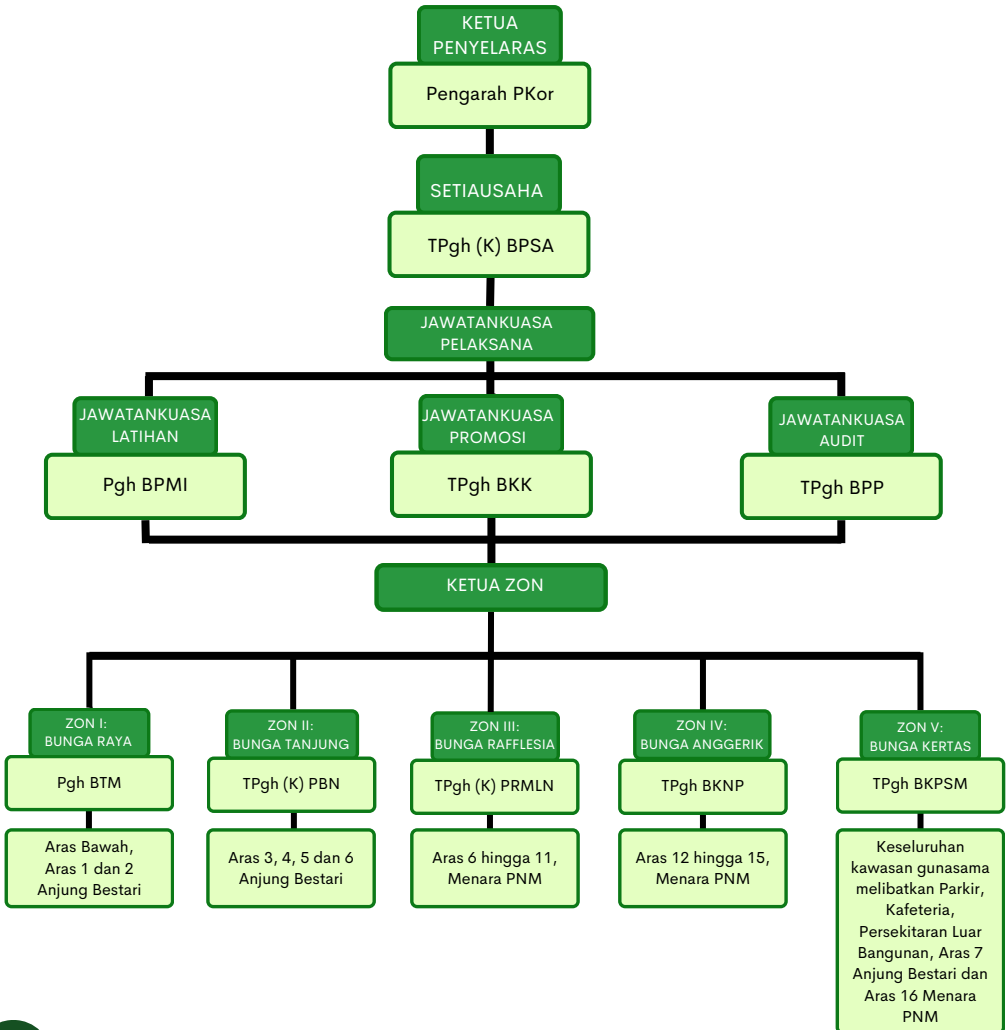 KETUA
PENYELARAS
Pengarah PKor
SETIAUSAHA
TPgh (K) BPSA
JAWATANKUASA
PELAKSANA
JAWATANKUASA
LATIHAN
Pgh BPMI
JAWATANKUASA
PROMOSI
TPgh BKK
JAWATANKUASA
AUDIT
TPgh BPP
KETUA ZON
ZON I:
BUNGA RAYA
Pgh BTM
Aras Bawah,
Aras 1 dan 2
Anjung Bestari
ZON II:
BUNGA TANJUNG
TPgh (K) PBN
Aras 3, 4, 5 dan 6
Anjung Bestari
ZON III:
BUNGA RAFFLESIA
TPgh (K) PRMLN
Aras 6 hingga 11,
Menara PNM
ZON IV:
BUNGA ANGGERIK
TPgh BKNP
Aras 12 hingga 15,
Menara PNM
ZON V:
BUNGA KERTAS
TPgh BKPSM
Keseluruhan
kawasan gunasama
melibatkan Parkir,
Kafeteria,
Persekitaran Luar
Bangunan, Aras 7
Anjung Bestari dan
Aras 16 Menara
PNM